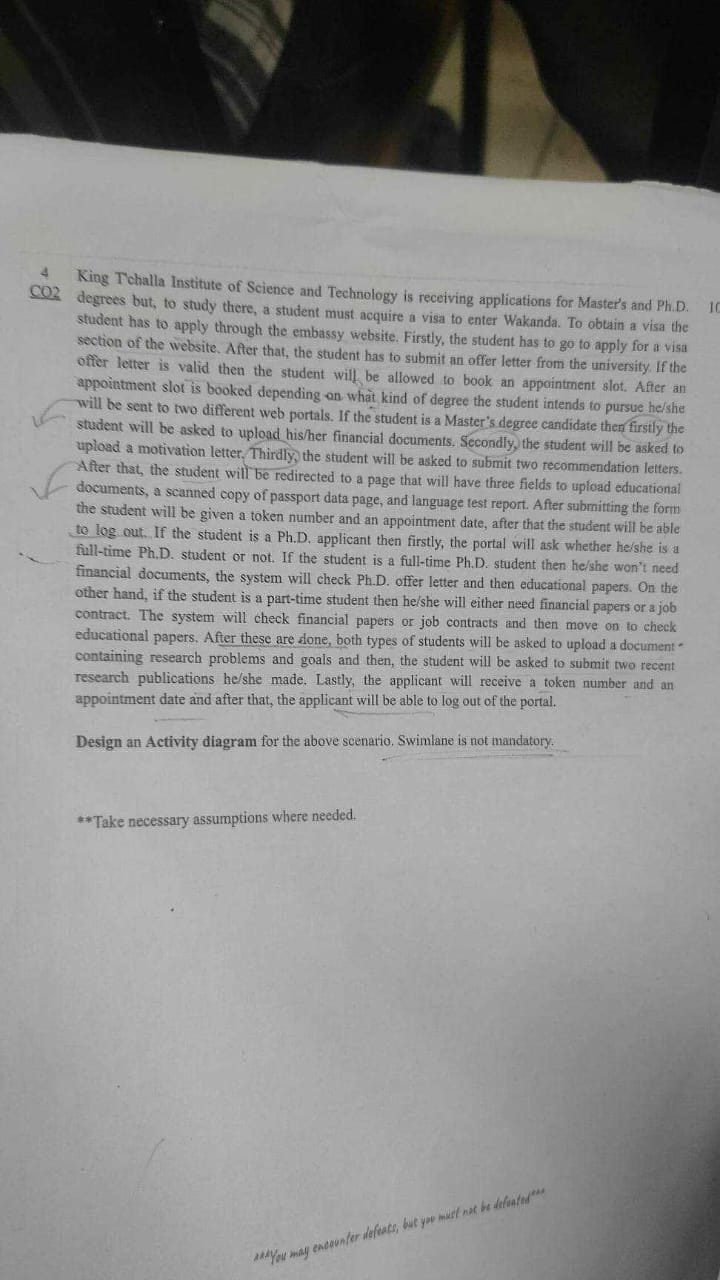 4 King T'challa Institute of Science and Technology is receiving applications for Master's and Ph.D. 10
CO2 degrees but, to study there, a student must acquire a visa to enter Wakanda. To obtain a visa the
student has to apply through the embassy website. Firstly, the student has to go to apply for a visa
section of the website. After that, the student has to submit an offer letter from the university. If the
offer letter is valid then the student will be allowed to book an appointment slot. After an
appointment slot is booked depending on what kind of degree the student intends to pursue he/she
will be sent to two different web portals. If the student is a Master's degree candidate then firstly the
student will be asked to upload his/her financial documents. Secondly, the student will be asked to
upload a motivation letter. Thirdly, the student will be asked to submit two recommendation letters.
After that, the student will be redirected to a page that will have three fields to upload educational
documents, a scanned copy of passport data page, and language test report. After submitting the form
the student will be given a token number and an appointment date, after that the student will be able
to log out. If the student is a Ph.D. applicant then firstly, the portal will ask whether he/she is a
full-time Ph.D. student or not. If the student is a full-time Ph.D. student then he/she won't need
financial documents, the system will check Ph.D. offer letter and then educational papers. On the
other hand, if the student is a part-time student then he/she will either need financial papers or a job
contract. The system will check financial papers or job contracts and then move on to check
educational papers. After these are done, both types of students will be asked to upload a document
containing research problems and goals and then, the student will be asked to submit two recent
research publications he/she made. Lastly, the applicant will receive a token number and an
appointment date and after that, the applicant will be able to log out of the portal.
Design an Activity diagram for the above scenario. Swimlane is not mandatory.
**Take necessary assumptions where needed.
***You may encounter defeats, but you must not be defeated***